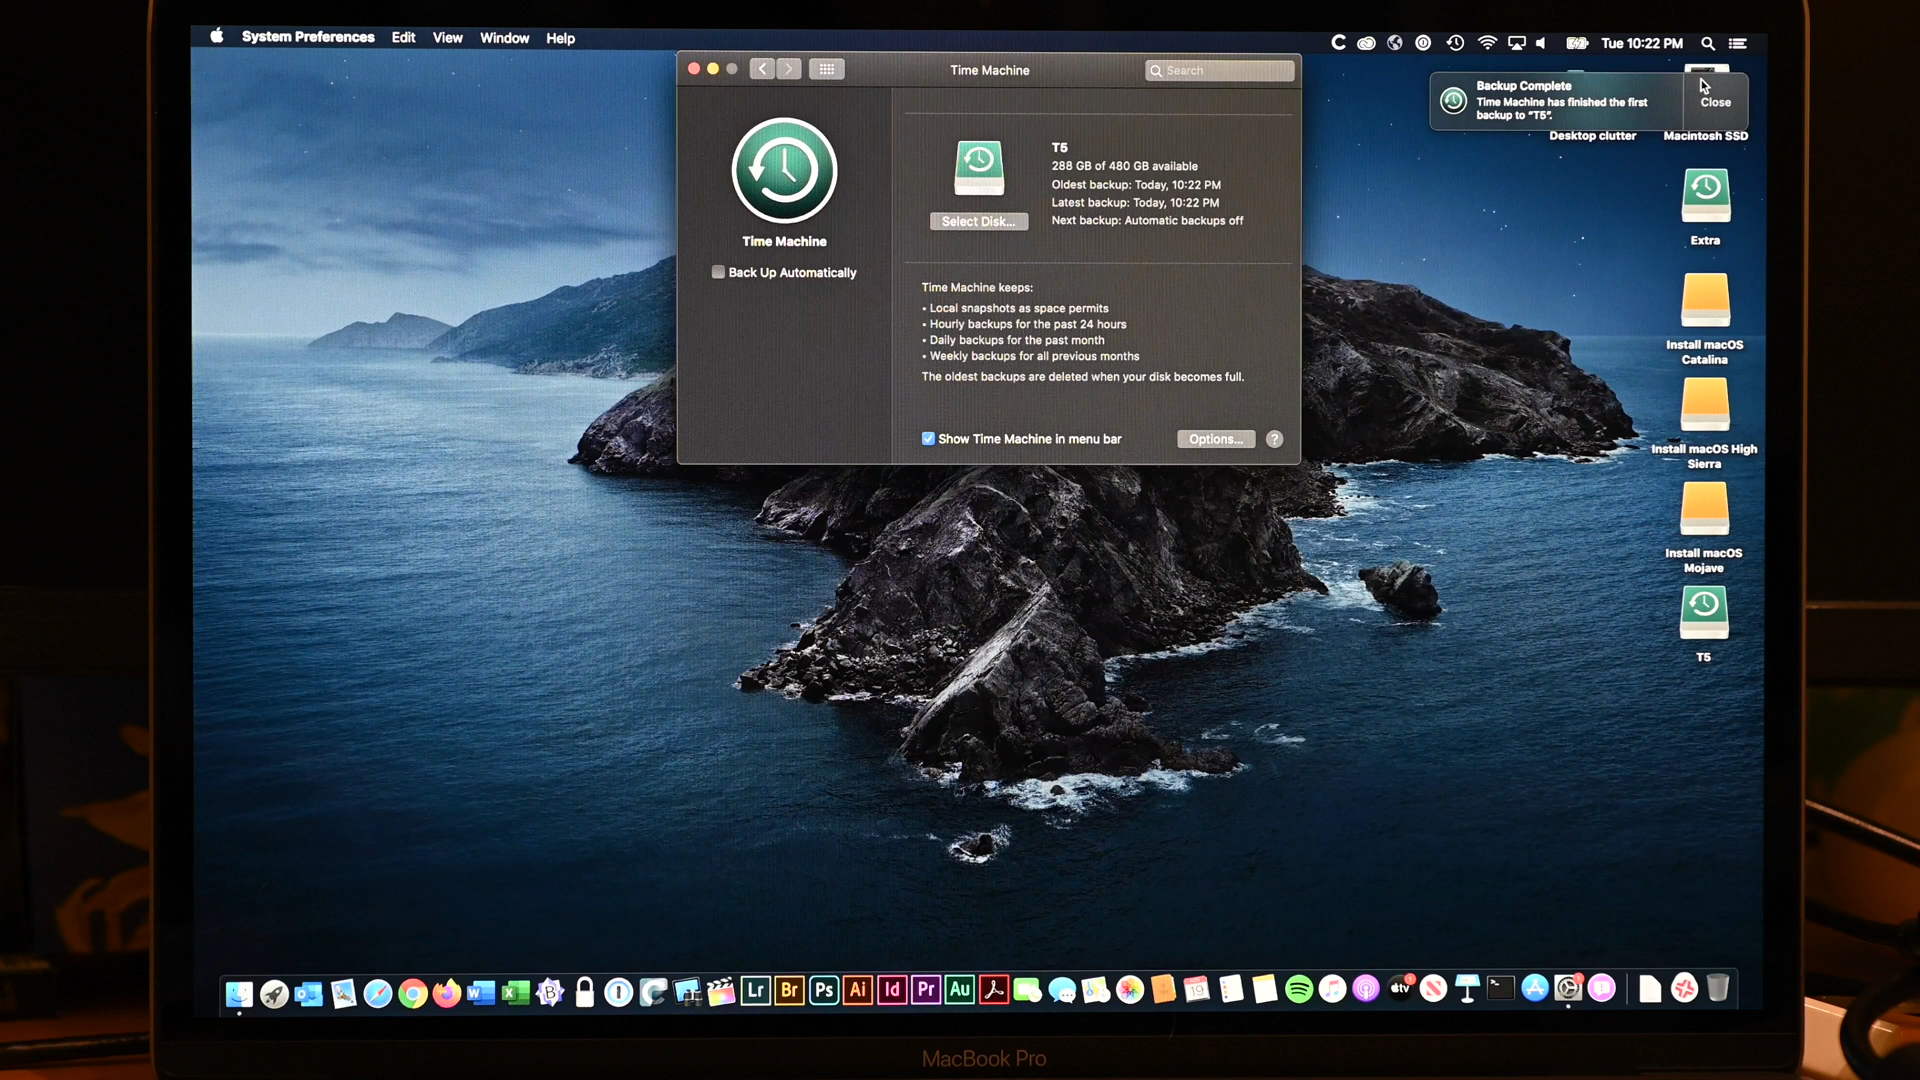 System Preferences Edit View Window Help
Tue 10:22 PM
Time Machine
Search
Backup Complete
Time Machine has finished the first
backup to “T5”.
Close
Desktop clutter
Macintosh SSD
Time Machine
Back Up Automatically
T5
288 GB of 480 GB available
Oldest backup: Today, 10:22 PM
Latest backup: Today, 10:22 PM
Next backup: Automatic backups off
Select Disk...
Time Machine keeps:
• Local snapshots as space permits
• Hourly backups for the past 24 hours
• Daily backups for the past month
• Weekly backups for all previous months
The oldest backups are deleted when your disk becomes full.
Show Time Machine in menu bar
Options...
?
Extra
Install macOS
Catalina
Install macOS High
Sierra
Install macOS
Mojave
T5
Lr Br Ps Ai Id Pr Au
19
tv
MacBook Pro